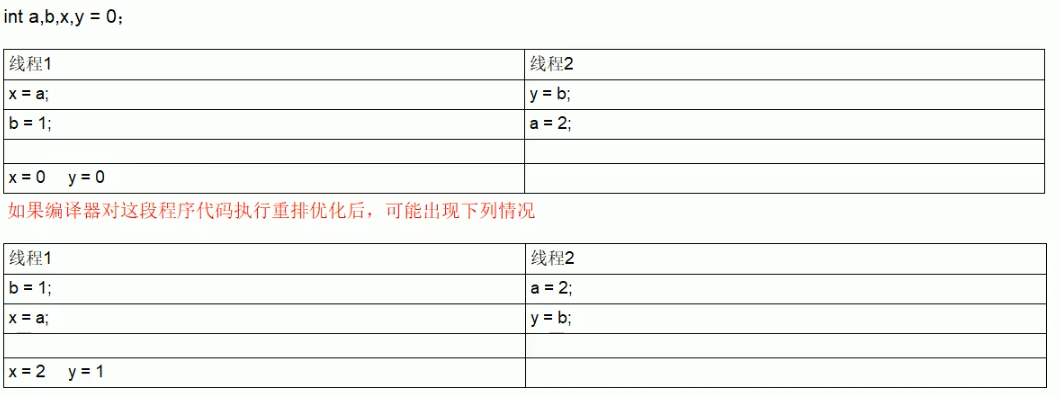 int a,b,x,y = 0；
线程1 线程2
x = a; y = b;
b = 1; a = 2;
x = 0 y = 0
如果编译器对这段程序代码执行重排优化后，可能出现下列情况
线程1 线程2
b = 1; a = 2;
x = a; y = b;
x = 2 y = 1